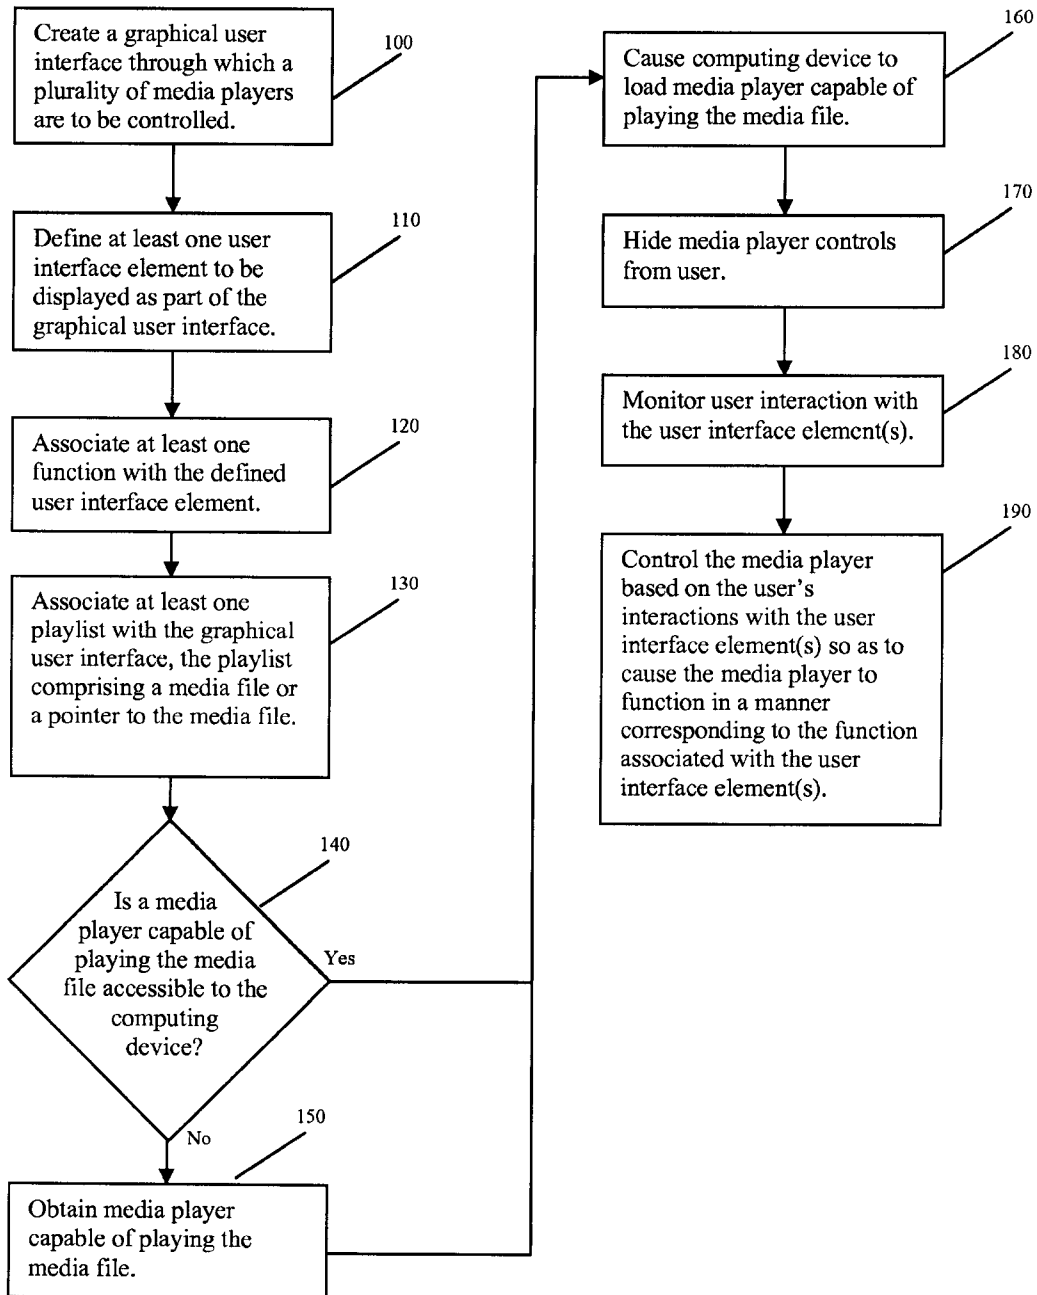 Create a graphical user
interface through which a
plurality of media players
are to be controlled.
100
Define at least one user
interface element to be
displayed as part of the
graphical user interface.
110
Associate at least one
function with the defined
user interface element.
120
Associate at least one
playlist with the graphical
user interface, the playlist
comprising a media file or
a pointer to the media file.
130
Is a media
player capable of
playing the media
file accessible to the
computing
device?
140
Yes
No
150
Obtain media player
capable of playing the
media file.
160
Cause computing device to
load media player capable of
playing the media file.
170
Hide media player controls
from user.
180
Monitor user interaction with
the user interface element(s).
190
Control the media player
based on the user's
interactions with the user
interface element(s) so as to
cause the media player to
function in a manner
corresponding to the function
associated with the user
interface element(s).